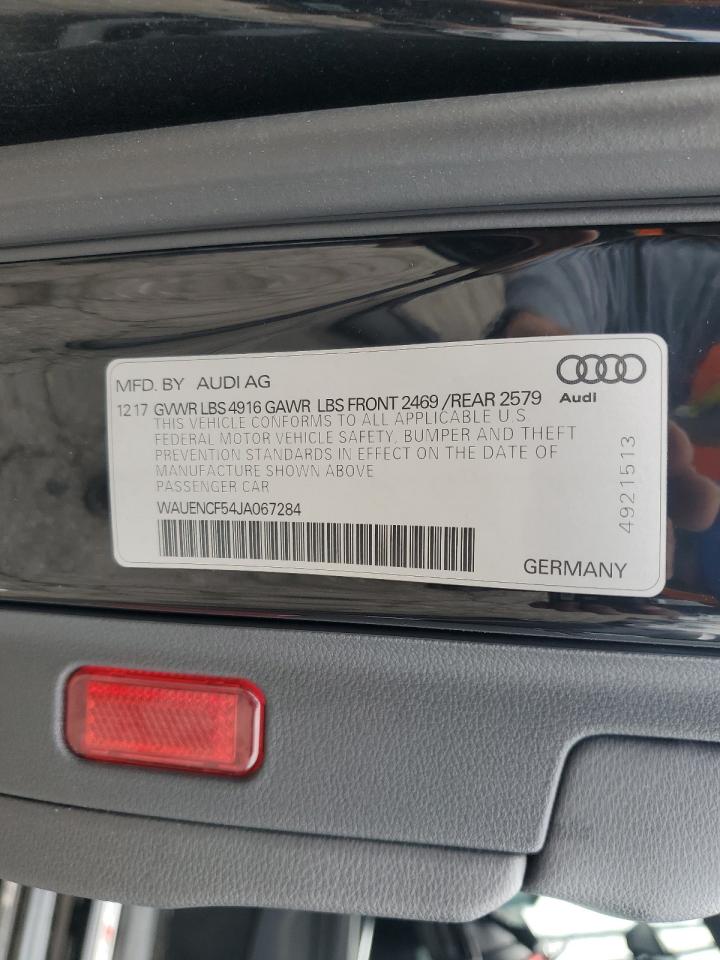 MFD. BY AUDI AG
Audi
12 17 GVWR LBS 4916 GAWR LBS FRONT 2469 /REAR 2579
THIS VEHICLE CONFORMS TO ALL APPLICABLE U.S
FEDERAL MOTOR VEHICLE SAFETY, BUMPER AND THEFT
PREVENTION STANDARDS IN EFFECT ON THE DATE OF
MANUFACTURE SHOWN ABOVE
PASSENGER CAR
WAUENCF54JA067284
GERMANY
4921513